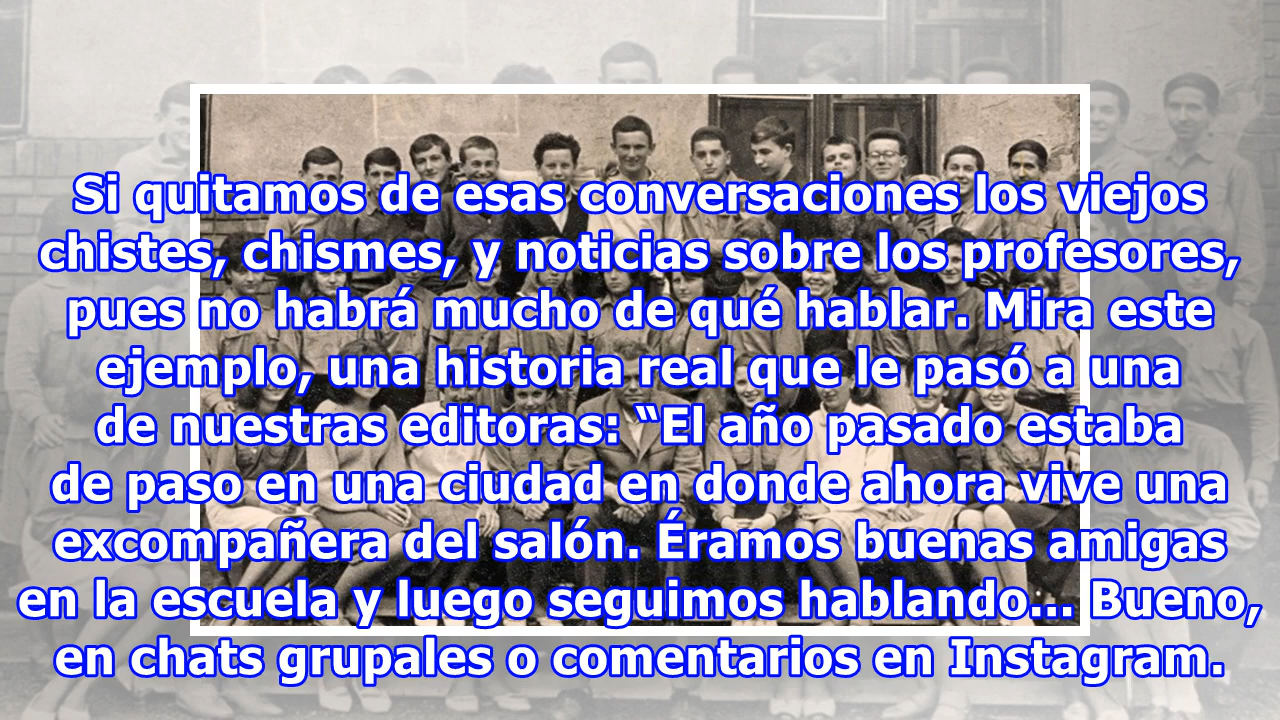 Si quitamos de esas conversaciones los viejos
chistes, chismes, y noticias sobre los profesores,
pues no habrá mucho de qué hablar. Mira este
ejemplo, una historia real que le pasó a una
de nuestras editoras: “El año pasado estaba
de paso en una ciudad en donde ahora vive una
excompañera del salón. Éramos buenas amigas
en la escuela y luego seguimos hablando... Bueno,
en chats grupales o comentarios en Instagram.